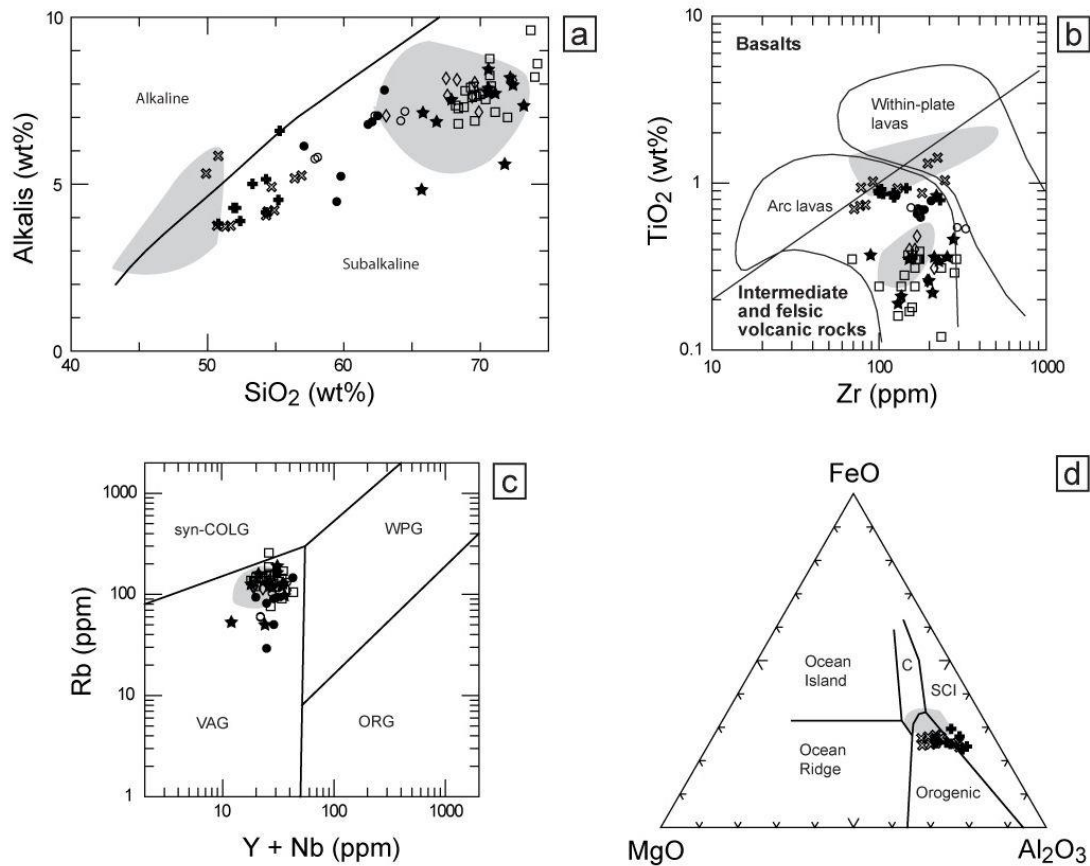 a
Alkalis (wt%)
10
5
0
Alkaline
Subalkaline
40
50
60
70
SiO₂ (wt%)
b
TiO₂ (wt%)
10
1
0.1
Basalts
Within-plate
lavas
Arc lavas
Intermediate
and felsic
volcanic rocks
10
100
1000
Zr (ppm)
c
Rb (ppm)
1000
100
10
1
syn-COLG
WPG
VAG
ORG
10
100
1000
Y + Nb (ppm)
d
FeO
C
SCI
Ocean
Island
Ocean
Ridge
Orogenic
MgO
Al₂O₃